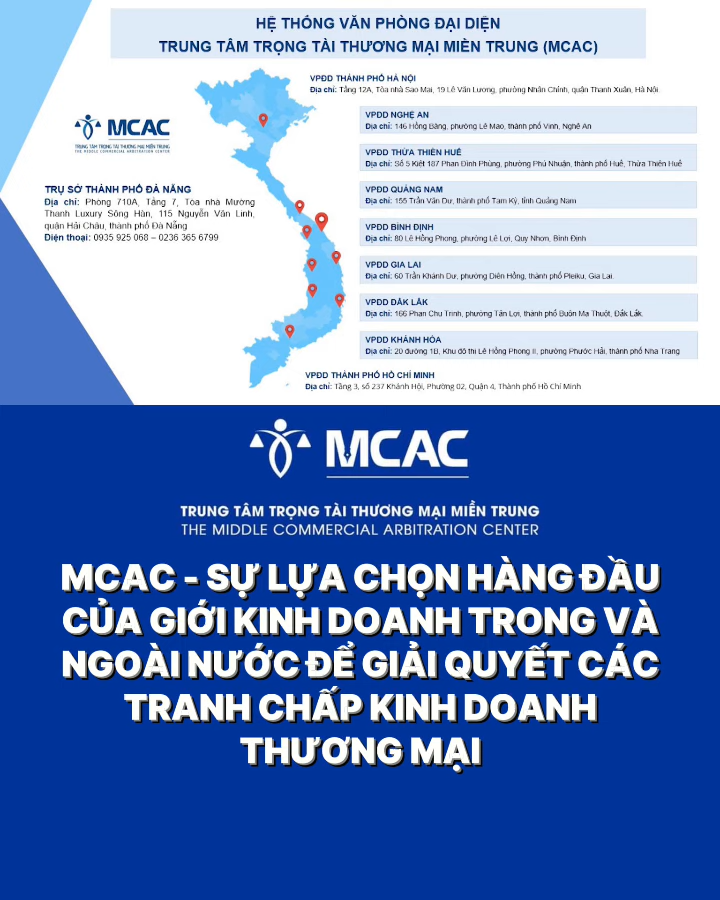 HỆ THỐNG VĂN PHÒNG ĐẠI DIỆN
TRUNG TÂM TRỌNG TÀI THƯƠNG MẠI MIỀN TRUNG (MCAC)
VPĐD THÀNH PHỐ HÀ NỘI
Địa chỉ: Tầng 12A, Tòa nhà Sao Mai, 19 Lê Văn Lương, phường Nhân Chính, quận Thanh Xuân, Hà Nội
MCAC
TRUNG TÂM TRỌNG TÀI THƯƠNG MẠI MIỀN TRUNG
THE MIDDLE COMMERCIAL ARBITRATION CENTER
TRỤ SỞ THÀNH PHỐ ĐÀ NẴNG
Địa chỉ: Phòng 710A, Tầng 7, Tòa nhà Mường
Thanh Luxury Sông Hàn, 115 Nguyễn Văn Linh,
quận Hải Châu, thành phố Đà Nẵng
Điện thoại: 0935 925 068 – 0236 365 6799
VPĐD NGHỆ AN
Địa chỉ: 146 Hồng Bàng, phường Lê Mao, thành phố Vinh, Nghệ An
VPĐD THỪA THIÊN HUẾ
Địa chỉ: Số 5 Kiệt 187 Phan Đình Phùng, phường Phú Nhuận, thành phố Huế, Thừa Thiên Huế
VPĐD QUẢNG NAM
Địa chỉ: 155 Trần Văn Dư, thành phố Tam Kỳ, tỉnh Quảng Nam
VPĐD BÌNH ĐỊNH
Địa chỉ: 80 Lê Hồng Phong, phường Lê Lợi, Quy Nhơn, Bình Định
VPĐD GIA LAI
Địa chỉ: 60 Trần Khánh Dư, phường Diên Hồng, thành phố Pleiku, Gia Lai
VPĐD ĐẮK LẮK
Địa chỉ: 166 Phan Chu Trinh, phường Tân Lợi, thành phố Buôn Ma Thuột, Đắk Lắk
VPĐD KHÁNH HÒA
Địa chỉ: 20 đường 1B, Khu đô thị Lê Hồng Phong II, phường Phước Hải, thành phố Nha Trang
VPĐD THÀNH PHỐ HỒ CHÍ MINH
Địa chỉ: Tầng 3, số 237 Khánh Hội, Phường 02, Quận 4, Thành phố Hồ Chí Minh
MCAC
TRUNG TÂM TRỌNG TÀI THƯƠNG MẠI MIỀN TRUNG
THE MIDDLE COMMERCIAL ARBITRATION CENTER
MCAC - SỰ LỰA CHỌN HÀNG ĐẦU
CỦA GIỚI KINH DOANH TRONG VÀ
NGOÀI NƯỚC ĐỂ GIẢI QUYẾT CÁC
TRANH CHẤP KINH DOANH
THƯƠNG MẠI